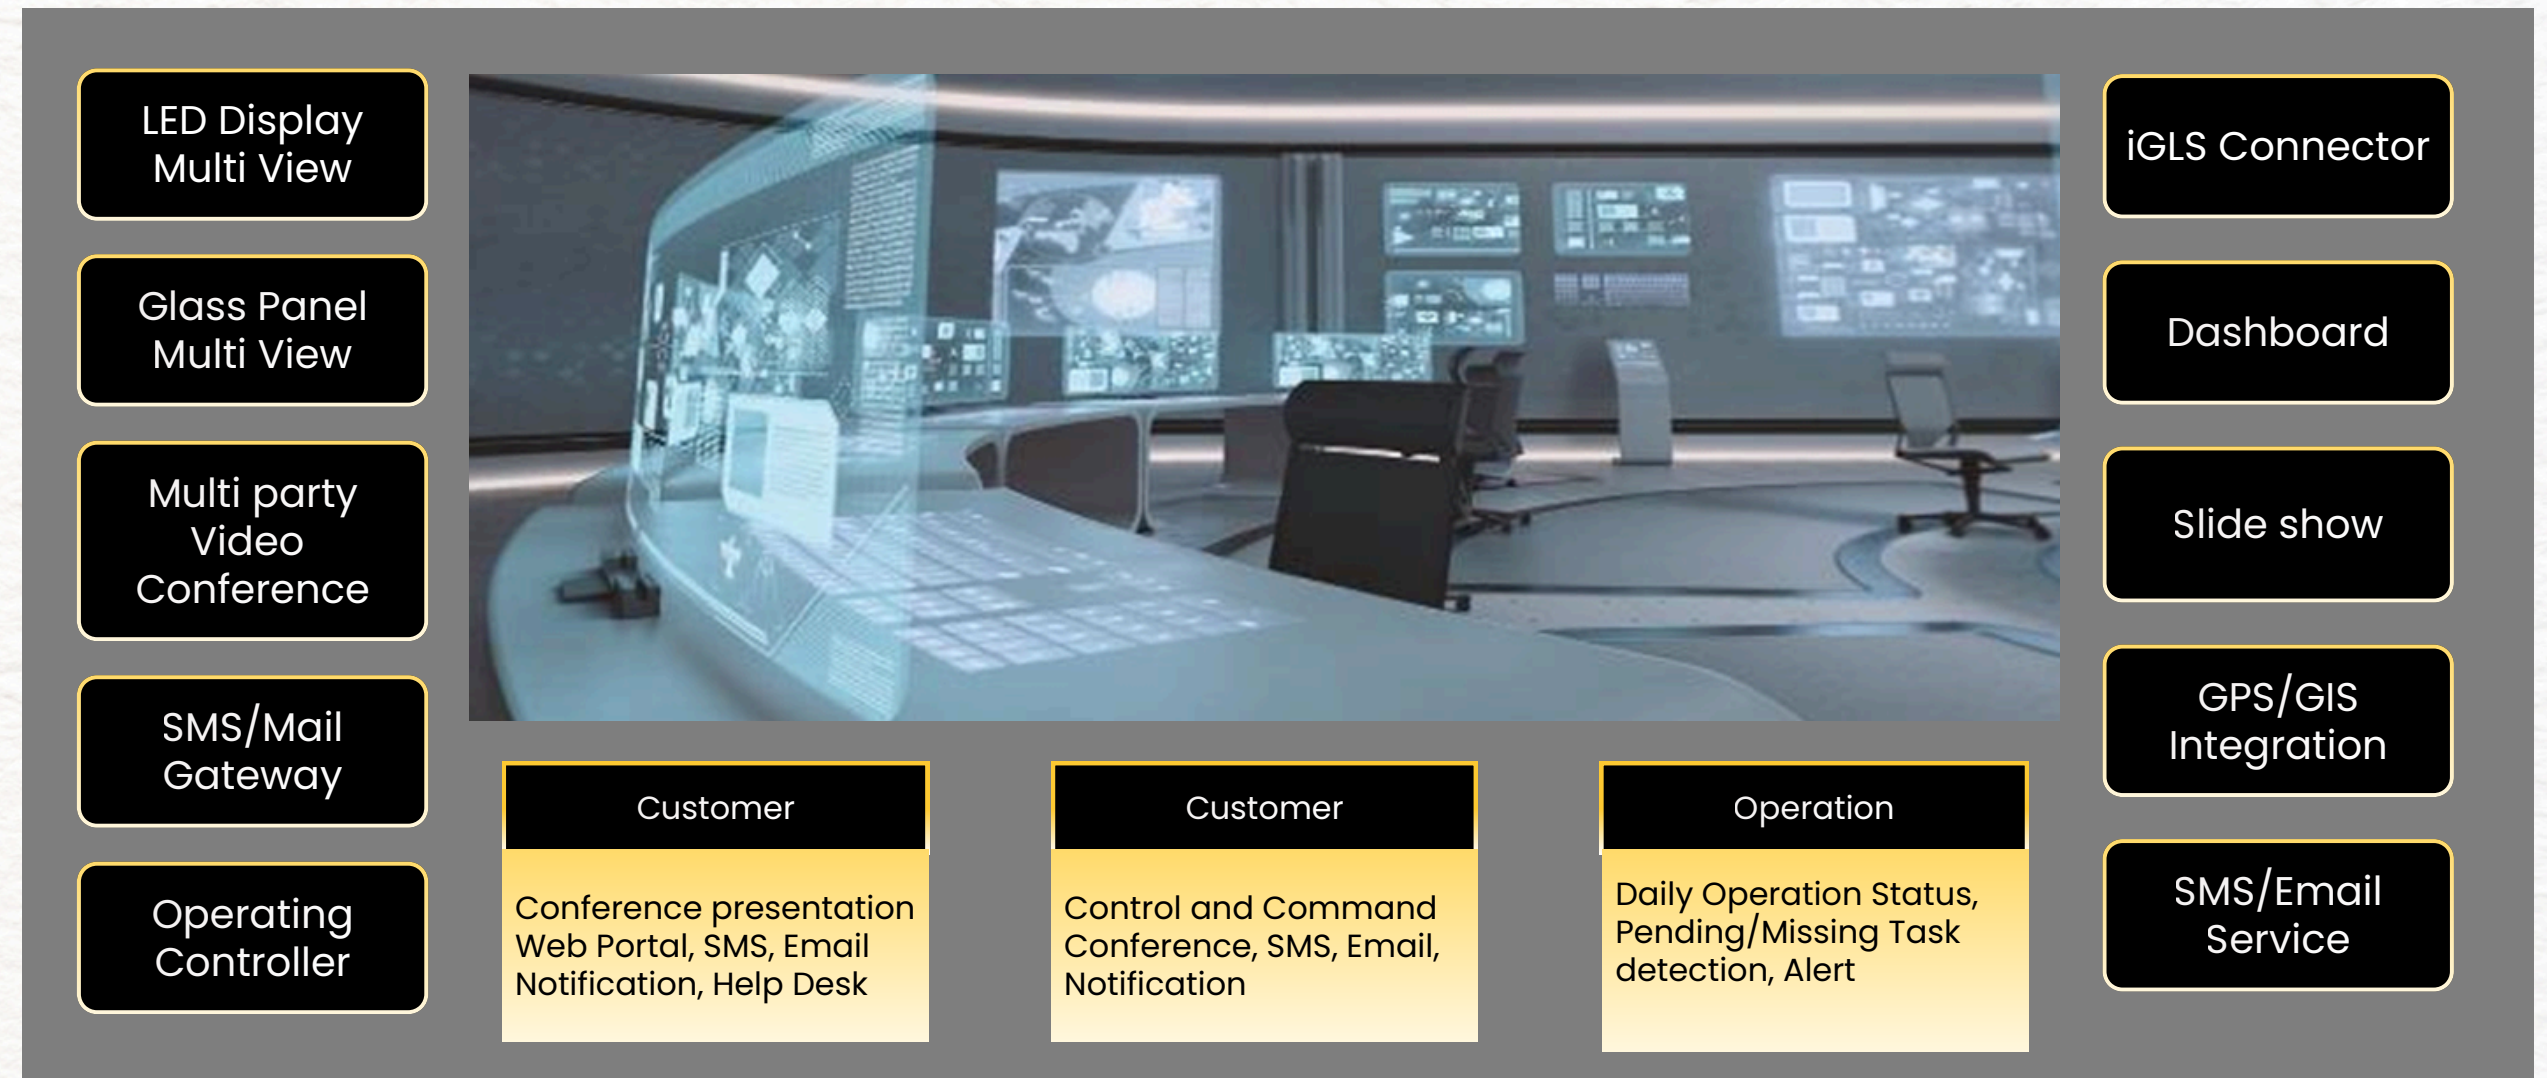 LED Display
Multi View
Glass Panel
Multi View
Multi party
Video
Conference
SMS/Mail
Gateway
Operating
Controller
Customer
Conference presentation
Web Portal, SMS, Email
Notification, Help Desk
Customer
Control and Command
Conference, SMS, Email,
Notification
Operation
Daily Operation Status,
Pending/Missing Task
detection, Alert
iGLS Connector
Dashboard
Slide show
GPS/GIS
Integration
SMS/Email
Service